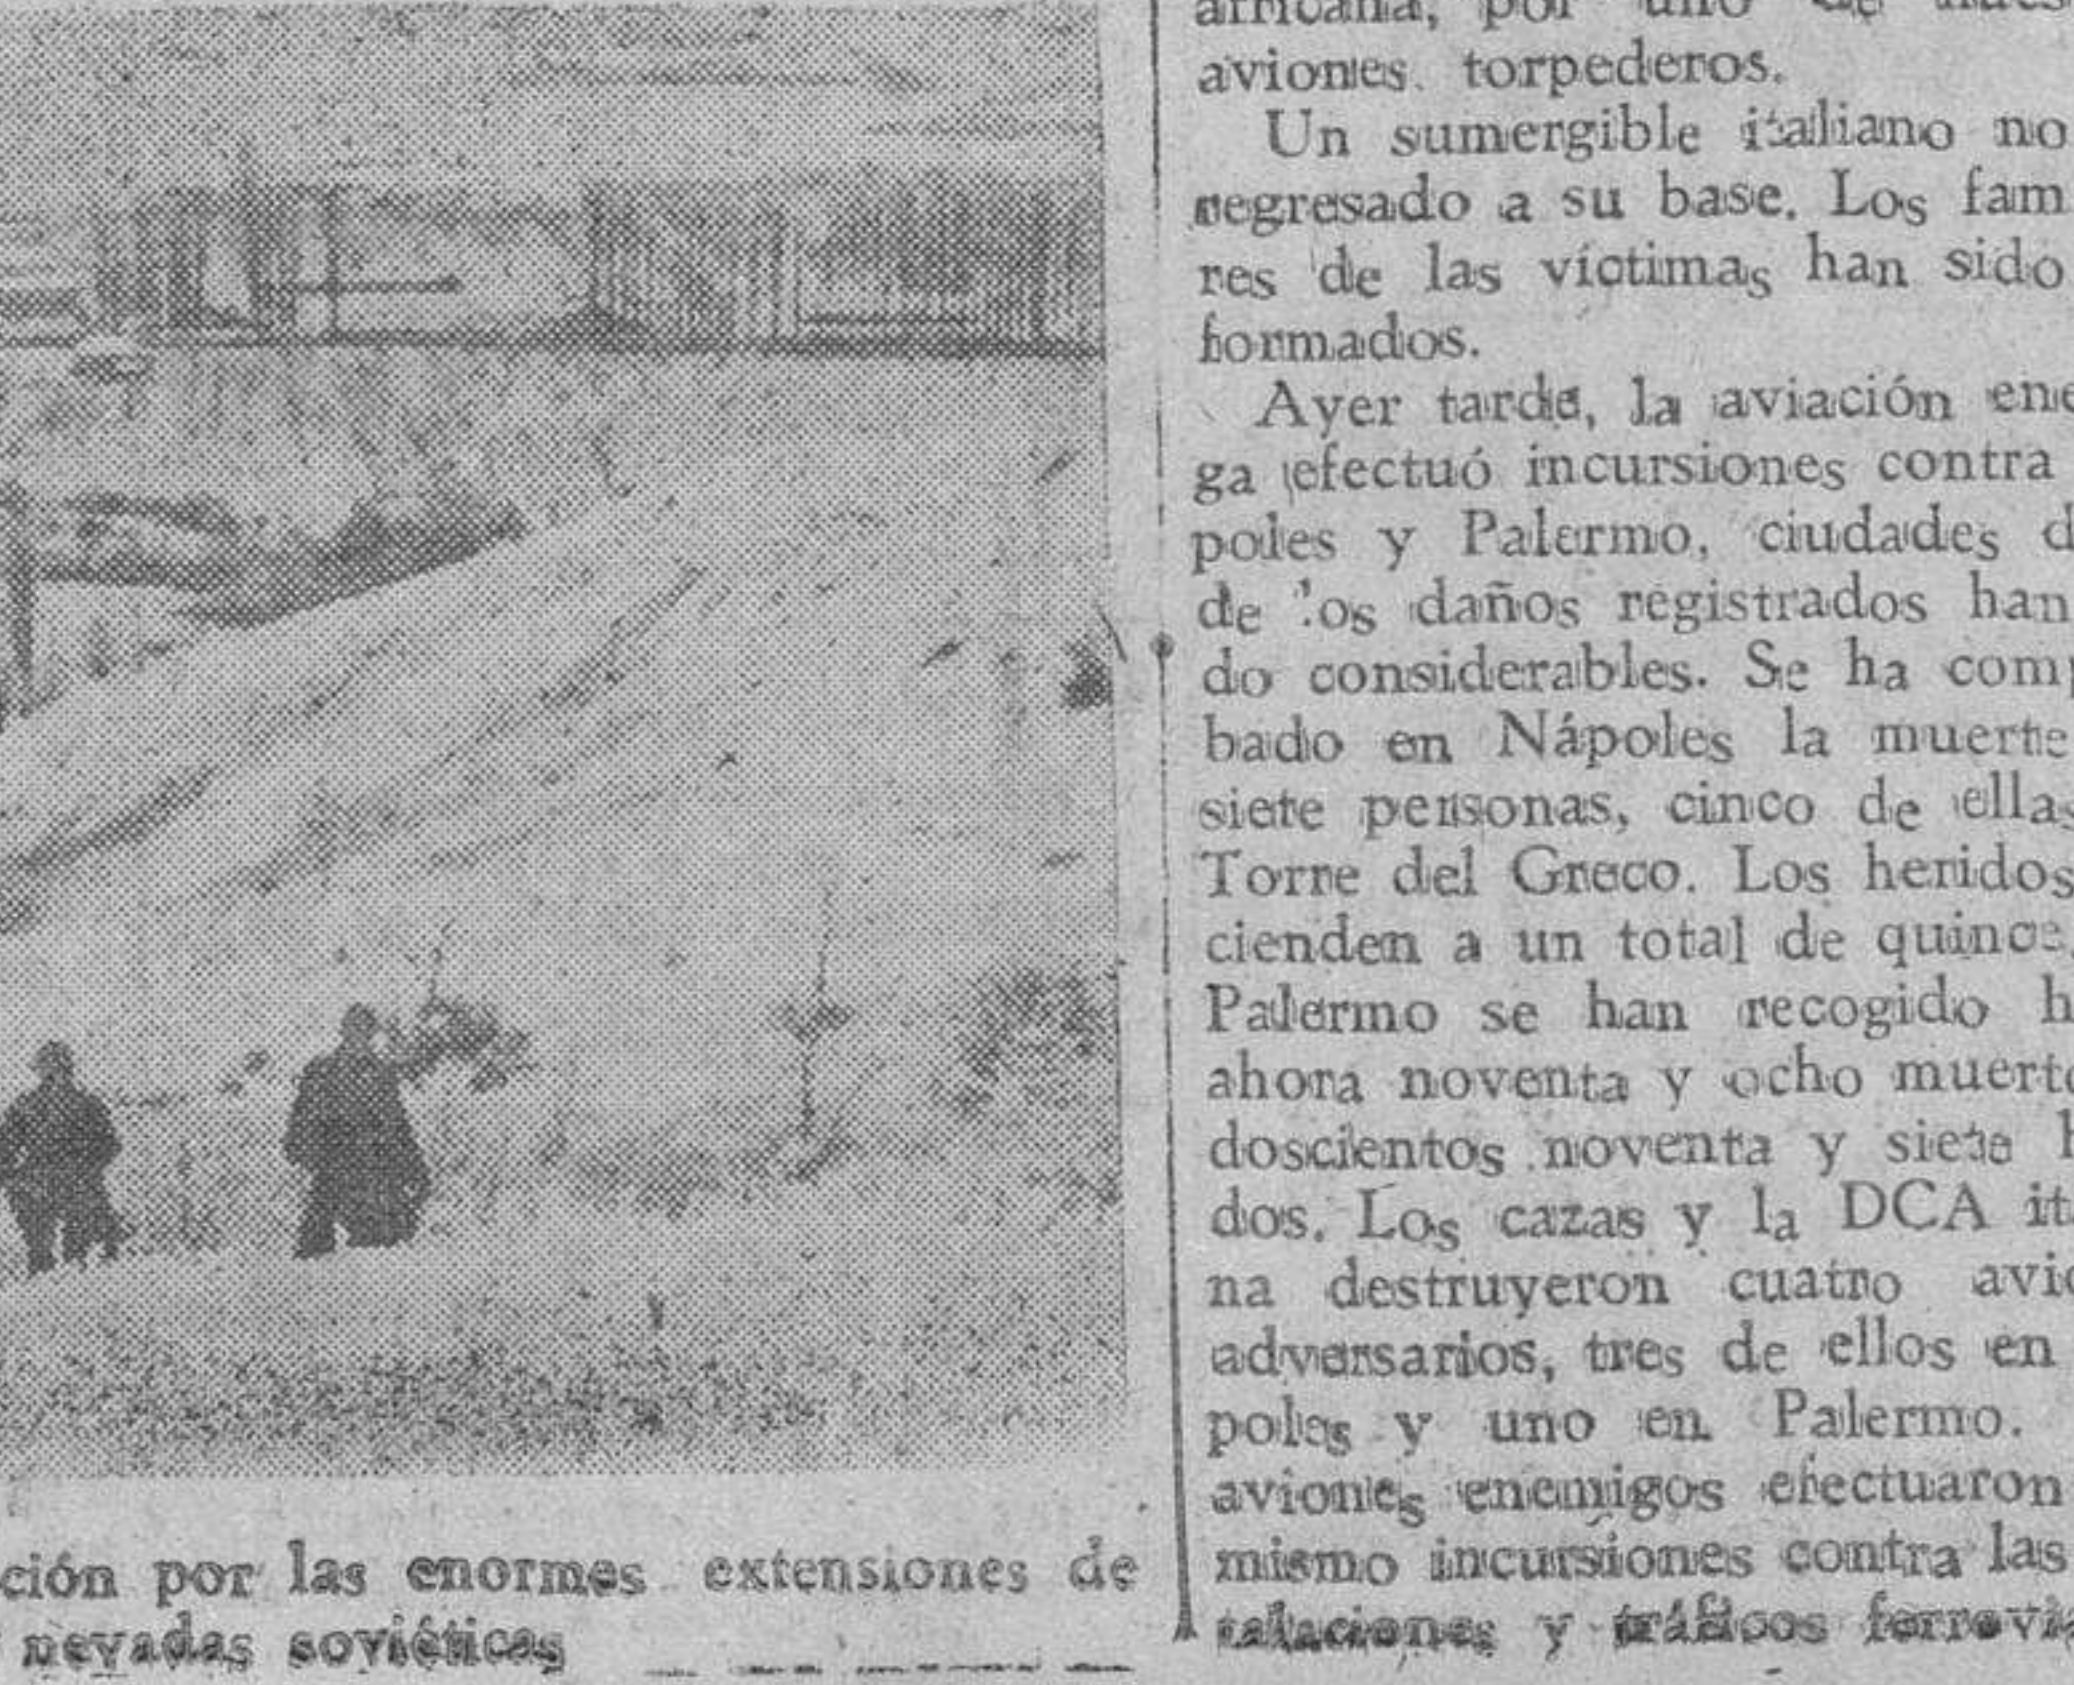 ción por las enormes extensiones de
nevadas soviéticas
africana, por uno de
aviones torpederos.
Un sumergible italiano no
regresado a su base. Los fam
res de las víctimas han sido
formados.
Ayer tarde, la aviación ene
ga efectuó incursiones contra
poles y Palermo, ciudades d
de los daños registrados han
do considerables. Se ha comp
bado en Nápoles la muerte
siete personas, cinco de ellas
Torre del Greco. Los heridos
cienden a un total de quince.
Palermo se han recogido h
ahora noventa y ocho muerto
doscientos noventa y siete h
dos. Los cazas y la DCA ita
na destruyeron cuatro avio
adversarios, tres de ellos en
poles y uno en Palermo.
aviones enemigos efectuaron
mismo incursiones contra las
talaciones y tráficos ferrovia